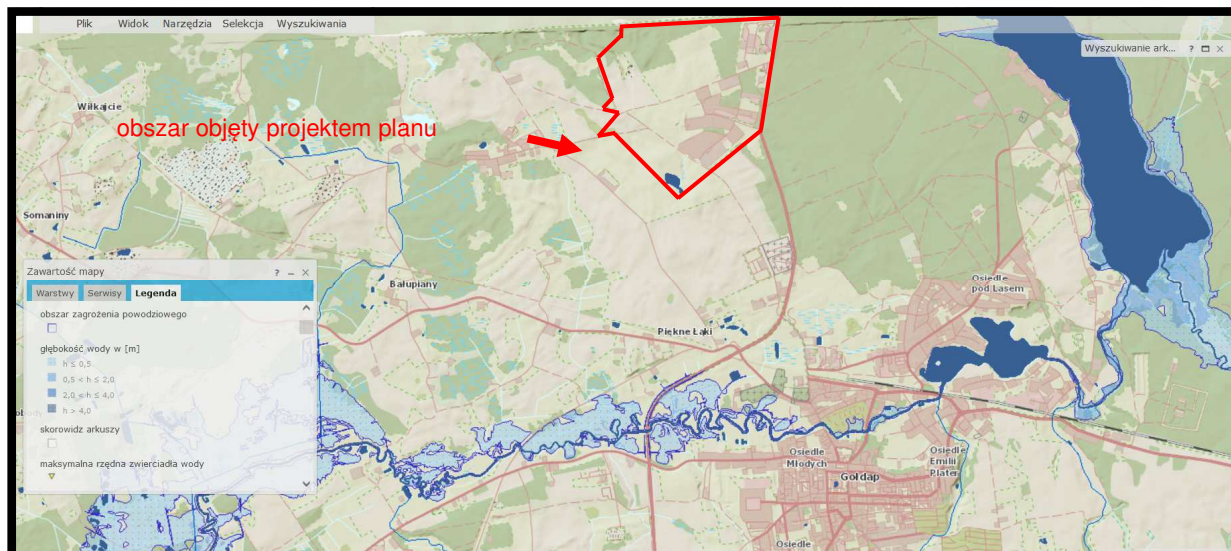 Plik Widok Narzędzia Selekcja Wyszukiwania
Wyszukiwanie ark... ?
Wiłkajcie
obszar objęty projektem planu
Somaniny
Zawartość mapy ?
Warstwy Serwisy Legenda
obszar zagrożenia powodziowego
głębokość wody w [m]
h ≤ 0,5
0,5 < h ≤ 2,0
2,0 < h ≤ 4,0
h > 4,0
skorowidz arkuszy
maksymalna rzędna zwierciadła wody
Bałupiany
Osiedle
pod Lasem
Piękne Łąki
Osiedle
Młodych
Gołdap
Osiedle
Emilii
Plater
Osiedle